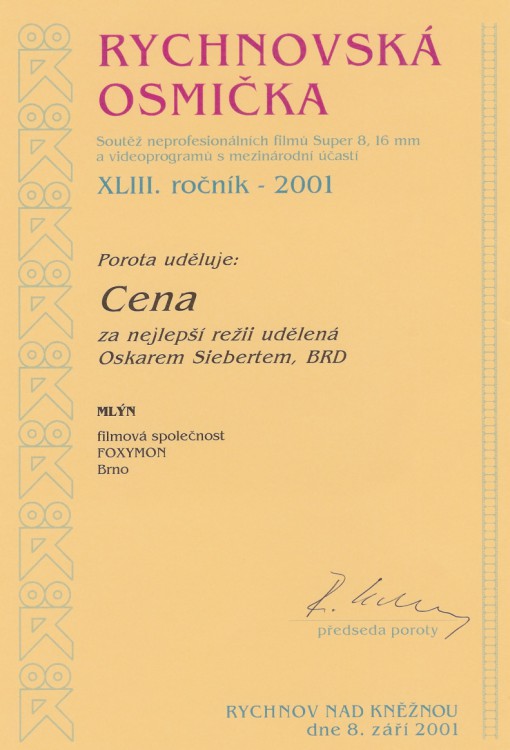 RYCHNOVSKÁ
OSMIČKA
Soutěž neprofesionálních filmů Super 8, 16 mm
a videoprogramů s mezinárodní účastí
XLIII. ročník - 2001
Porota uděluje:
Cena
za nejlepší režii udělená
Oskarem Siebertem, BRD
MLÝN
filmová společnost
FOXYMON
Brno
předseda poroty
RYCHNOV NAD KNĚŽNOU
dne 8. září 2001